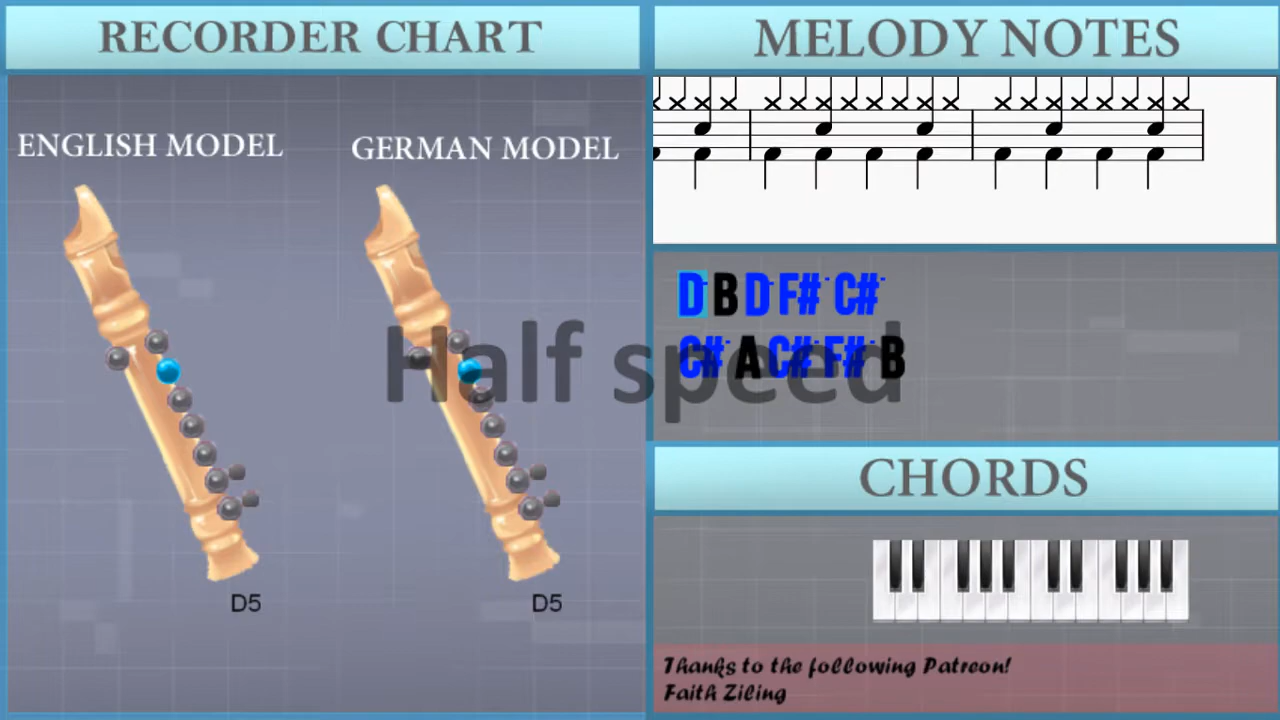 RECORDER CHART
MELODY NOTES
ENGLISH MODEL
GERMAN MODEL
D˙ B D˙ F#˙ C#˙
C#˙ A C#˙ F#˙ B
Half speed
CHORDS
D5
D5
Thanks to the following Patreon!
Faith Ziling